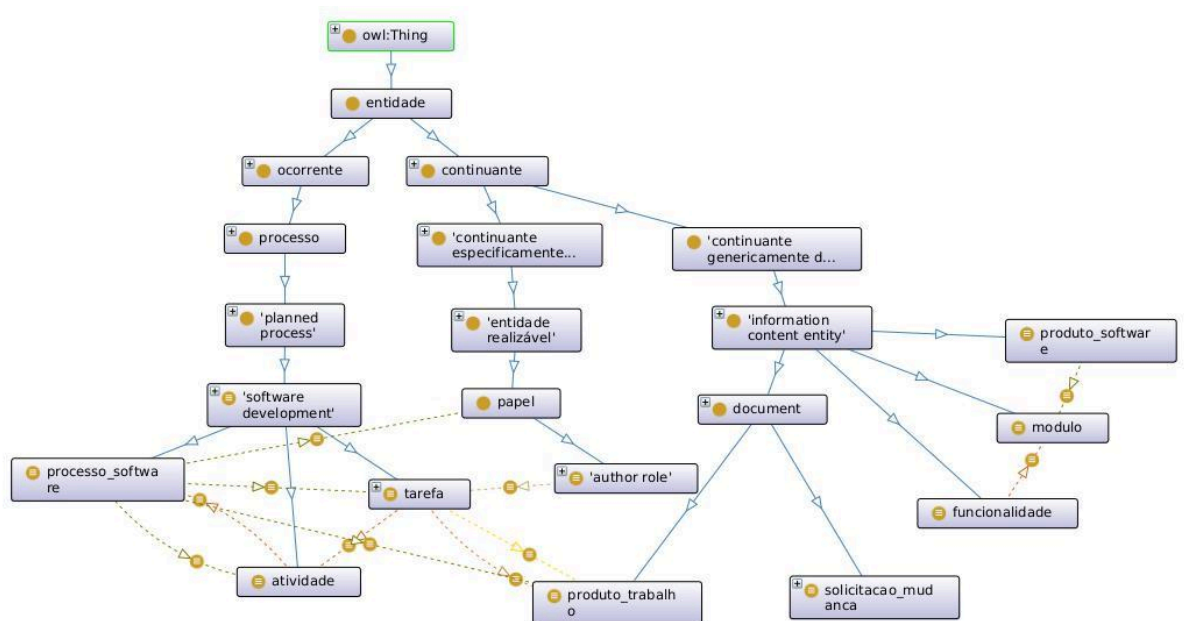 owl:Thing
entidade
ocorrente
continuante
processo
'continuante
especificamente...
'continuante
genericamente d...
'planned
process'
'entidade
realizável'
'information
content entity'
produto_softwar
e
'software
development'
papel
document
modulo
processo_softwa
re
tarefa
'author role'
funcionalidade
atividade
produto_trabalh
o
solicitacao_mud
anca